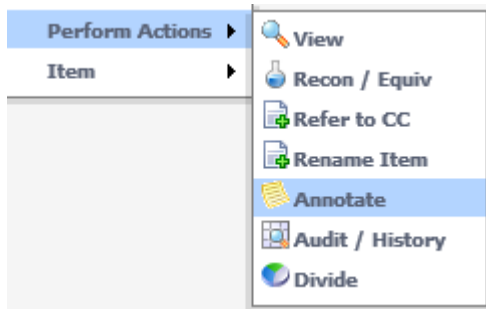 Perform Actions
Item
View
Recon / Equiv
Refer to CC
Rename Item
Annotate
Audit / History
Divide